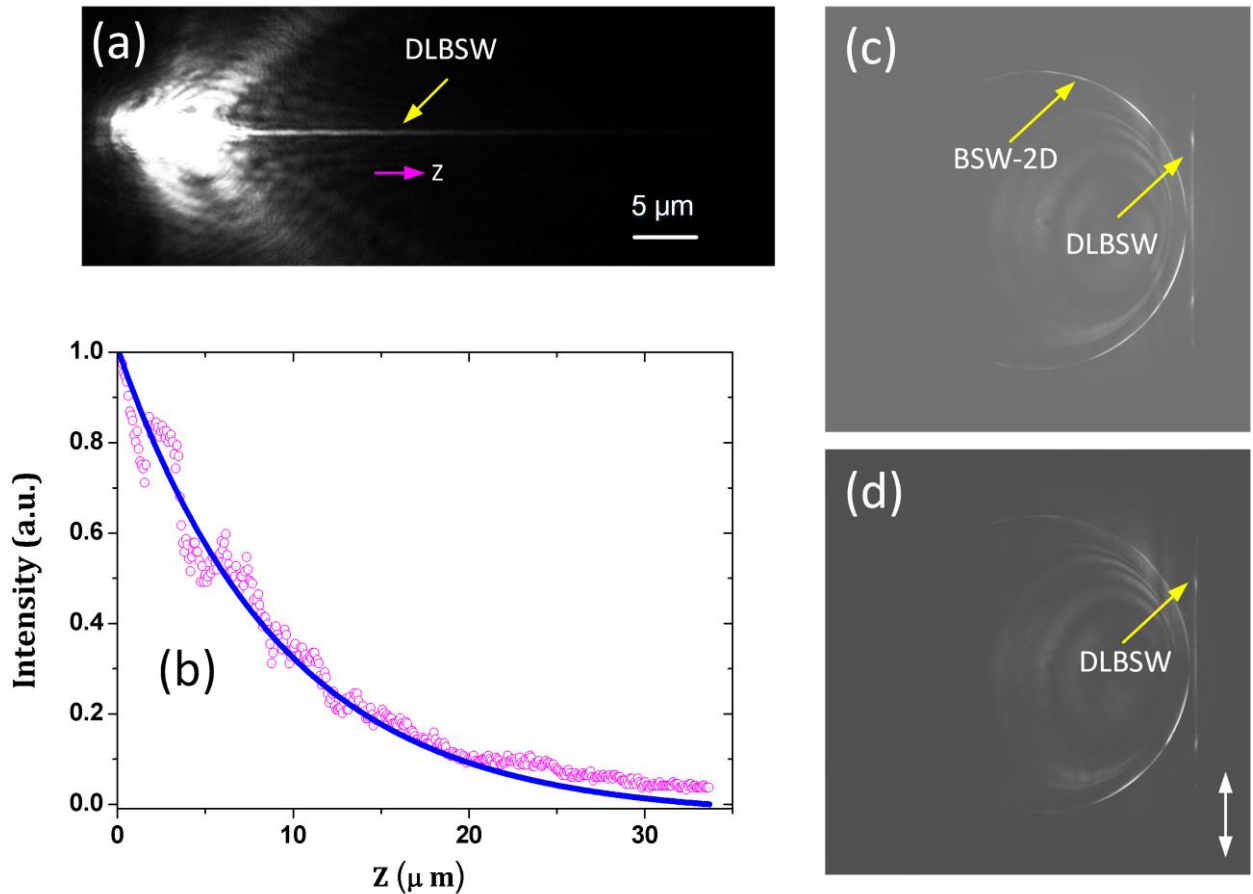 (a)
DLBSW
z
5 μm
(c)
BSW-2D
DLBSW
1.0
0.8
0.6
0.4
0.2
0.0
Intensity (a.u.)
(b)
0
10
20
30
Z (μ m)
(d)
DLBSW